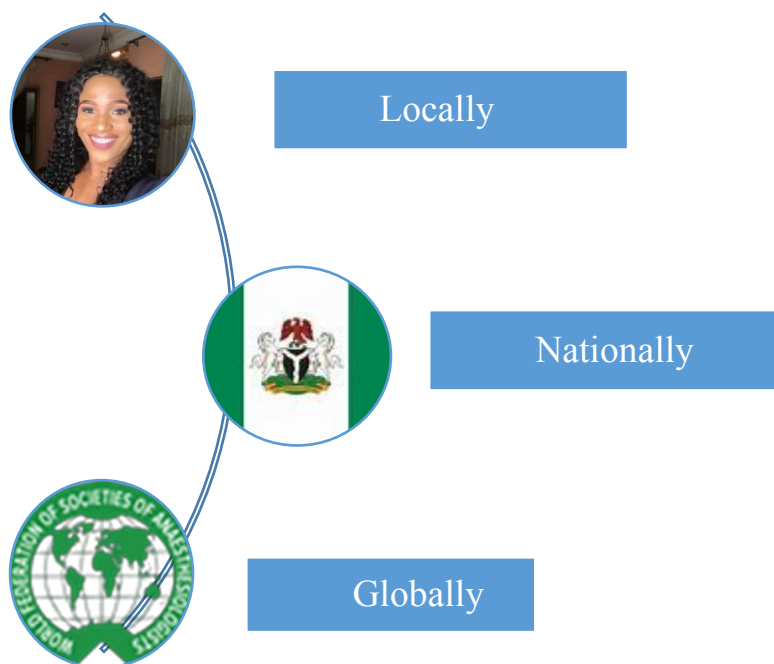 Locally
Nationally
Globally
WORLD FEDERATION OF SOCIETIES OF ANAESTHESIOLOGISTS